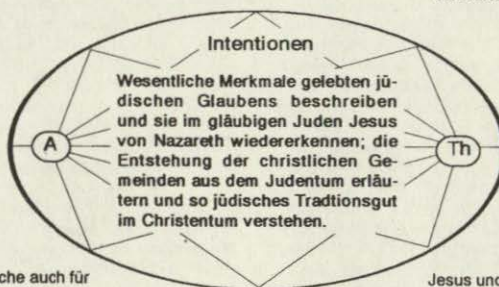 Intentionen
Wesentliche Merkmale gelebten jü-
dischen Glaubens beschreiben
und sie im gläubigen Juden Jesus
von Nazareth wiedererkennen; die
Entstehung der christlichen Ge-
meinden aus dem Judentum erläu-
tern und so jüdisches Tradtionsgut
im Christentum verstehen.
A
Th
che auch für
Jesus und